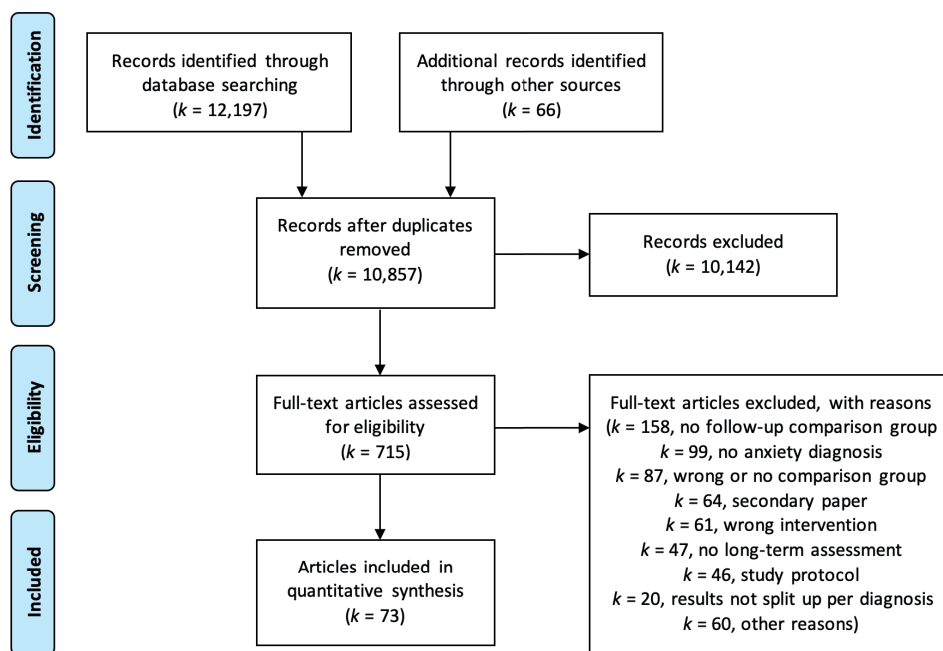 Identification
Records identified through
database searching
(k = 12,197)
Additional records identified
through other sources
(k = 66)
Screening
Records after duplicates
removed
(k = 10,857)
Records excluded
(k = 10,142)
Eligibility
Full-text articles assessed
for eligibility
(k = 715)
Full-text articles excluded, with reasons
(k = 158, no follow-up comparison group
k = 99, no anxiety diagnosis
k = 87, wrong or no comparison group
k = 64, secondary paper
k = 61, wrong intervention
k = 47, no long-term assessment
k = 46, study protocol
k = 20, results not split up per diagnosis
k = 60, other reasons)
Included
Articles included in
quantitative synthesis
(k = 73)